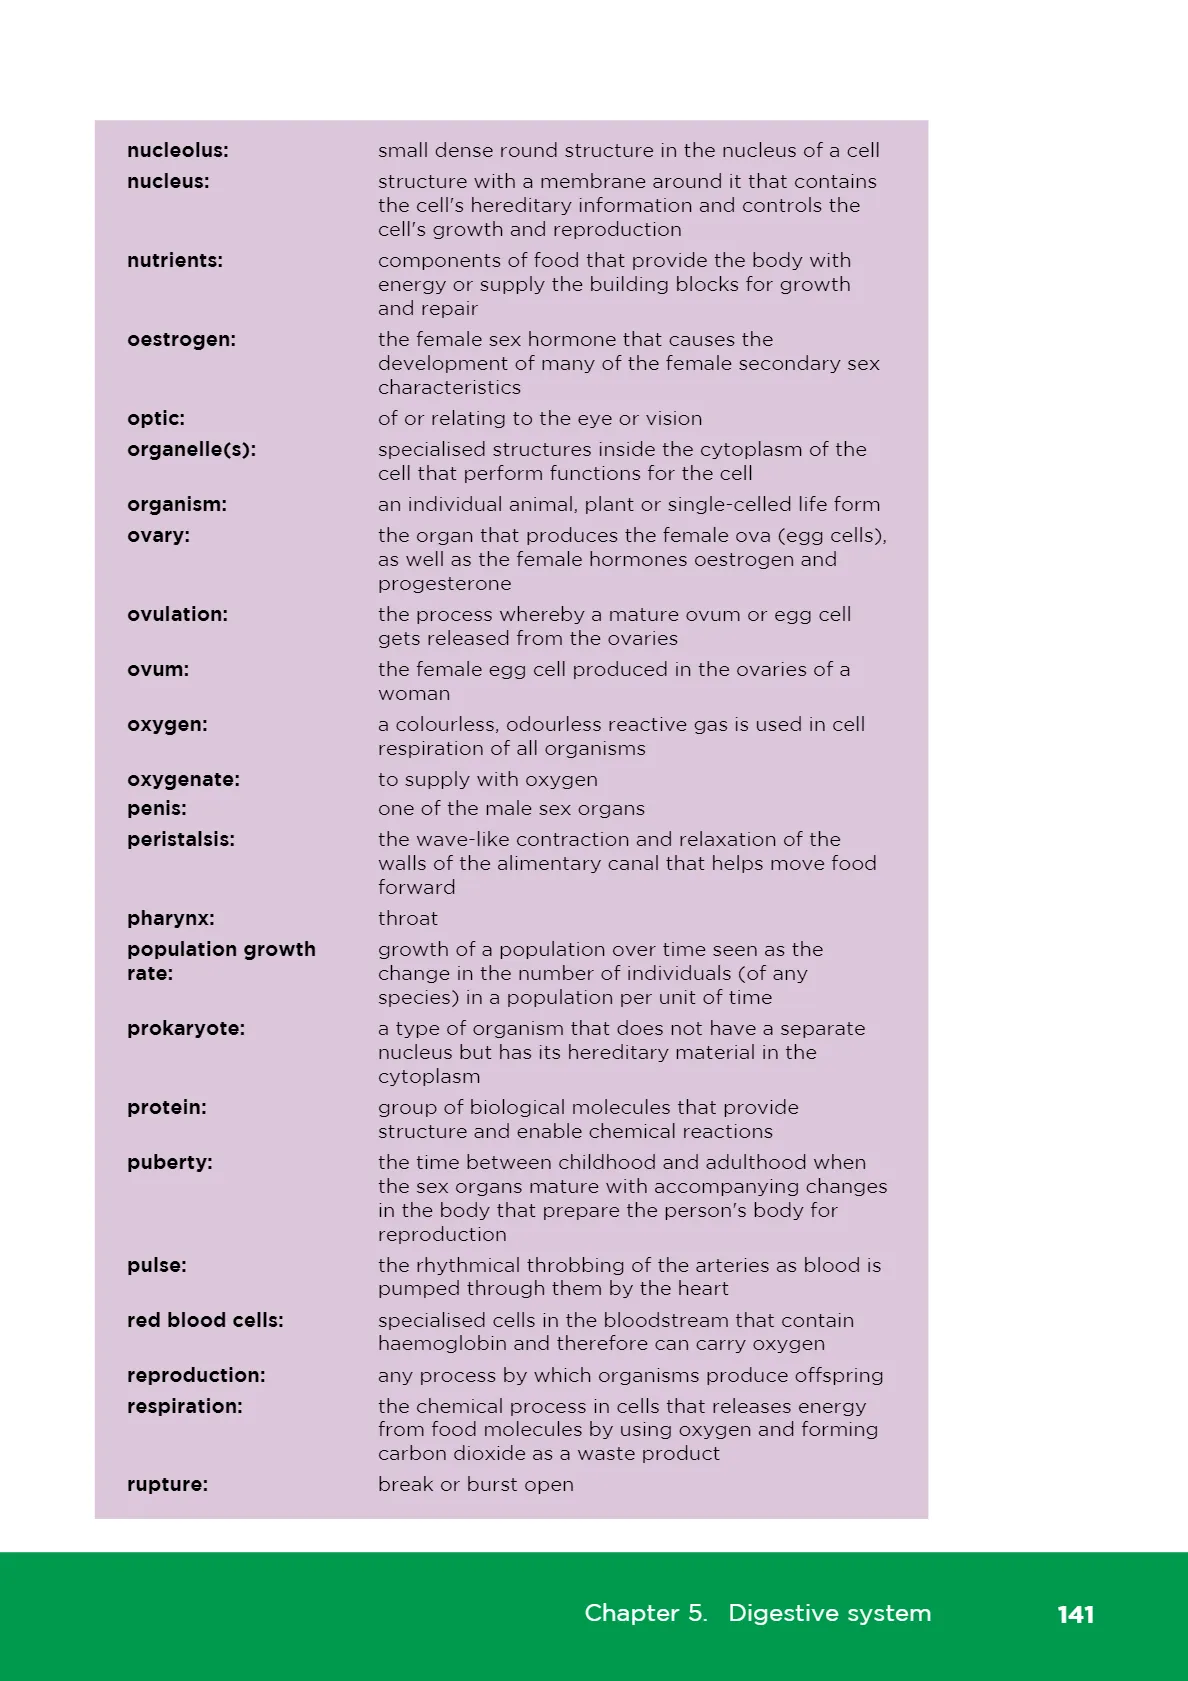 nucleolus: small dense round structure in the nucleus of a cell
nucleus: structure with a membrane around it that contains
the cell's hereditary information and controls the
cell's growth and reproduction
nutrients: components of food that provide the body with
energy or supply the building blocks for growth
and repair
oestrogen: the female sex hormone that causes the
development of many of the female secondary sex
characteristics
optic: of or relating to the eye or vision
organelle(s): specialised structures inside the cytoplasm of the
cell that perform functions for the cell
organism: an individual animal, plant or single-celled life form
ovary: the organ that produces the female ova (egg cells),
as well as the female hormones oestrogen and
progesterone
ovulation: the process whereby a mature ovum or egg cell
gets released from the ovaries
ovum: the female egg cell produced in the ovaries of a
woman
oxygen: a colourless, odourless reactive gas is used in cell
respiration of all organisms
oxygenate: to supply with oxygen
penis: one of the male sex organs
peristalsis: the wave-like contraction and relaxation of the
walls of the alimentary canal that helps move food
forward
pharynx: throat
population growth growth of a population over time seen as the
rate: change in the number of individuals (of any
species) in a population per unit of time
prokaryote: a type of organism that does not have a separate
nucleus but has its hereditary material in the
cytoplasm
protein: group of biological molecules that provide
structure and enable chemical reactions
puberty: the time between childhood and adulthood when
the sex organs mature with accompanying changes
in the body that prepare the person's body for
reproduction
pulse: the rhythmical throbbing of the arteries as blood is
pumped through them by the heart
red blood cells: specialised cells in the bloodstream that contain
haemoglobin and therefore can carry oxygen
reproduction: any process by which organisms produce offspring
respiration: the chemical process in cells that releases energy
from food molecules by using oxygen and forming
carbon dioxide as a waste product
rupture: break or burst open
Chapter 5. Digestive system 141